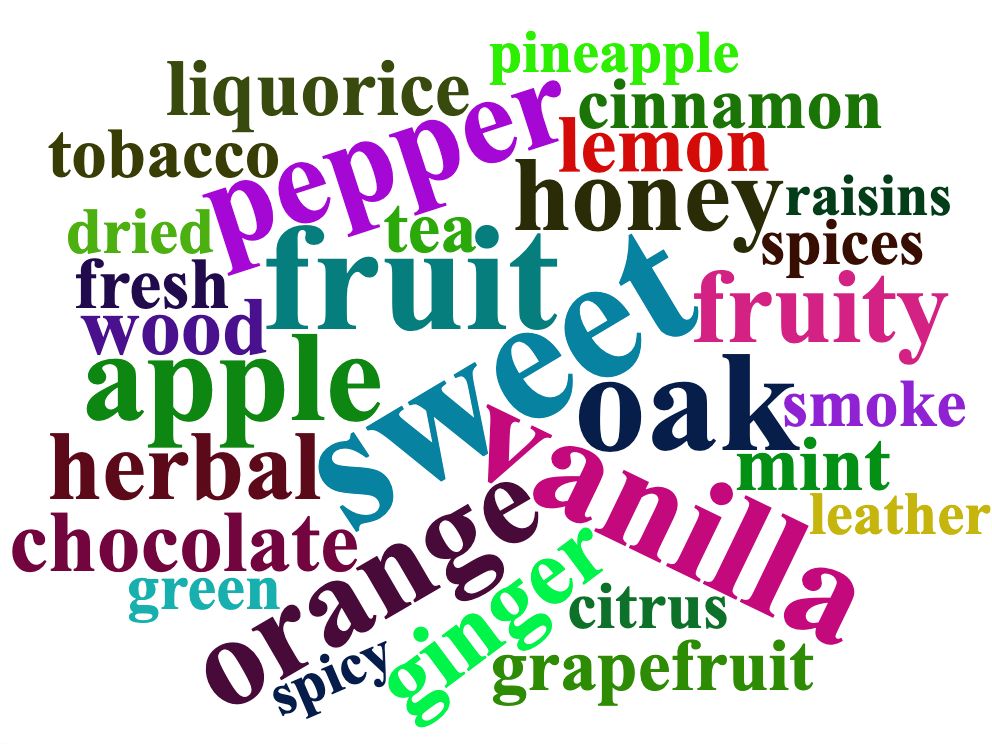 pineapple
liquorice
pepper
cinnamon
tobacco
lemon
honey
raisins
dried
tea
spices
fresh
fruit
sweet
fruity
wood
apple
oak
smoke
herbal
vanilla
mint
leather
chocolate
orange
green
ginger
citrus
spicy
grapefruit